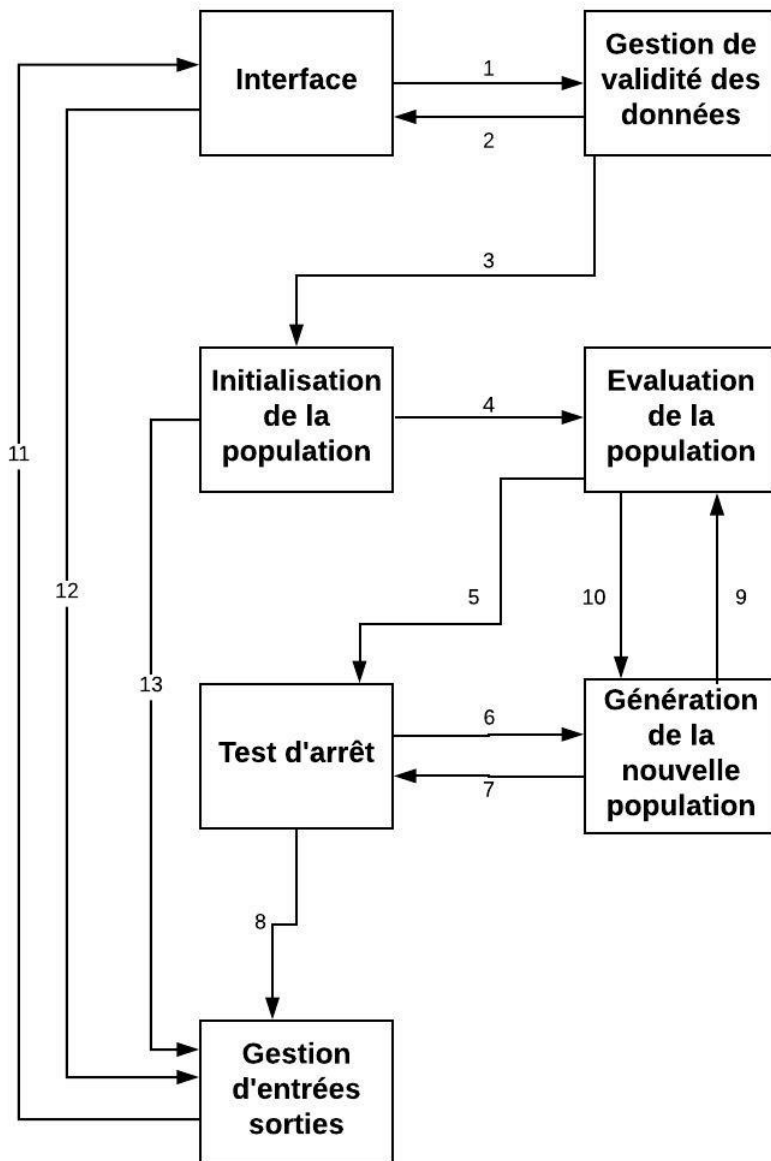 Interface
1
Gestion de
validité des
données
2
3
Initialisation
de la
population
4
Evaluation
de la
population
11
12
5
10
9
13
Test d'arrêt
6
Génération
de la
nouvelle
population
7
8
Gestion
d'entrées
sorties